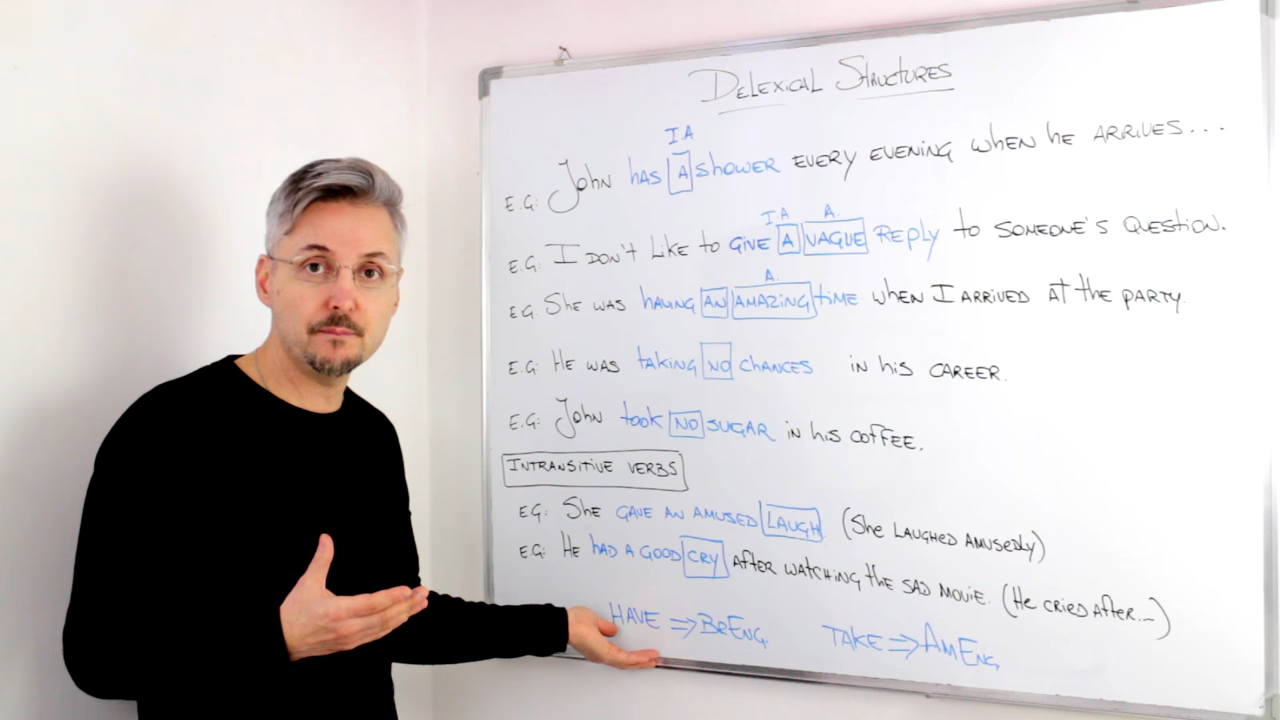 Delexical Structures
I.A
E.G: John has a shower every evening when he arrives...
I.A A.
E.G: I don't like to give a vague reply to someone's question.
A.
E.G: She was having an amazing time when I arrived at the party.
E.G: He was taking no chances in his career.
E.G: John took no sugar in his coffee.
Intransitive verbs
EG: She gave an amused laugh (She laughed amusedly)
EG: He had a good cry after watching the sad movie. (He cried after...)
HAVE ⇒ BrEng. TAKE ⇒ AmEng